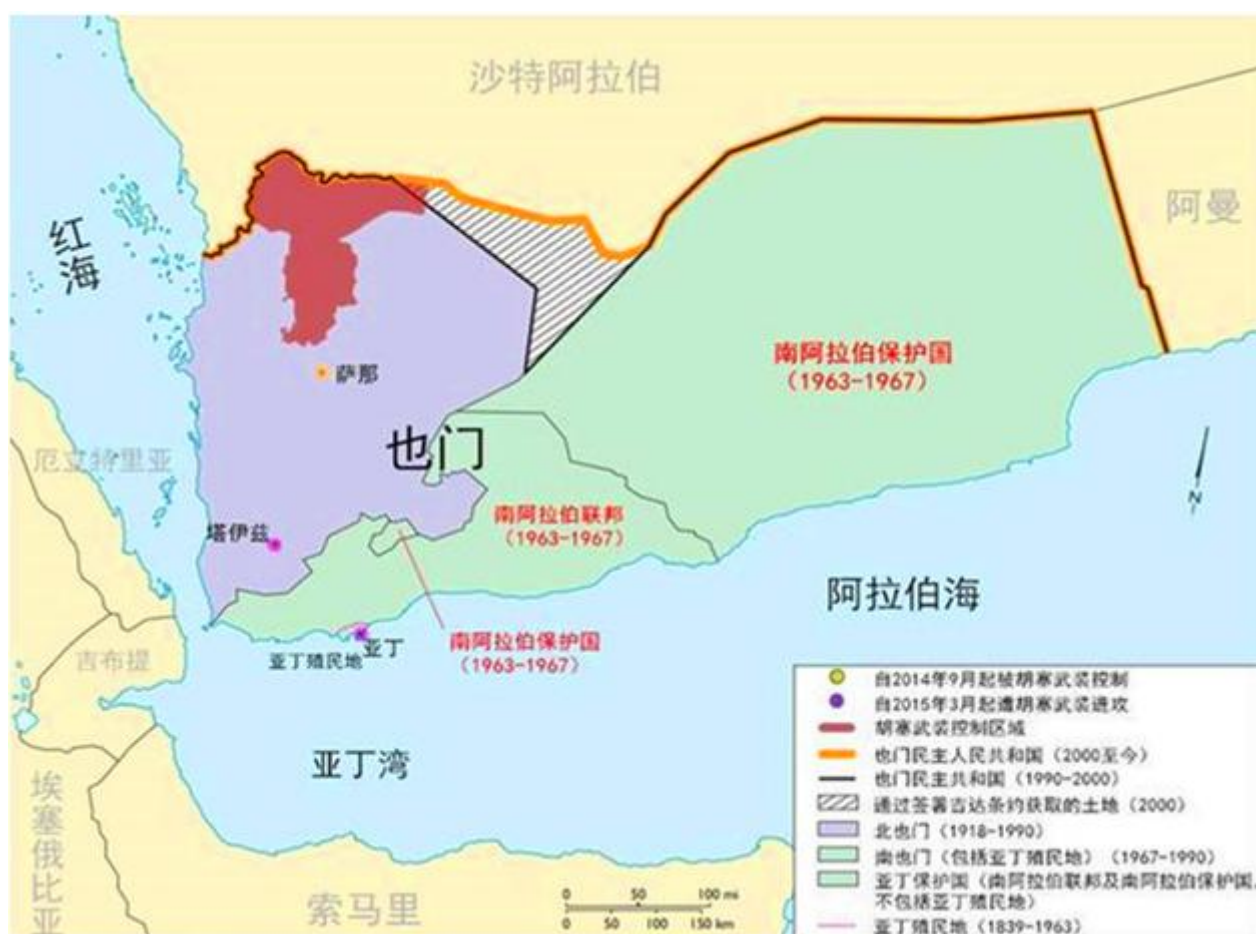 沙特阿拉伯
阿曼
红海
南阿拉伯保护国
（1963-1967）
萨那
也门
厄立特里亚
南阿拉伯联邦
（1963-1967）
塔伊兹
N
阿拉伯海
亚丁
亚丁殖民地
南阿拉伯保护国
（1963-1967）
吉布提
亚丁湾
埃塞俄比亚
索马里
0 50 100 mi
0 50 100 150 km
自2014年9月起被胡塞武装控制
自2015年3月起遭胡塞武装进攻
胡塞武装控制区域
也门民主人民共和国（2000至今）
也门民主共和国（1990-2000）
通过签署吉达条约获取的土地（2000）
北也门（1918-1990）
南也门（包括亚丁殖民地）（1967-1990）
亚丁保护国（南阿拉伯联邦及南阿拉伯保护国，
不包括亚丁殖民地）
亚丁殖民地（1839-1963）